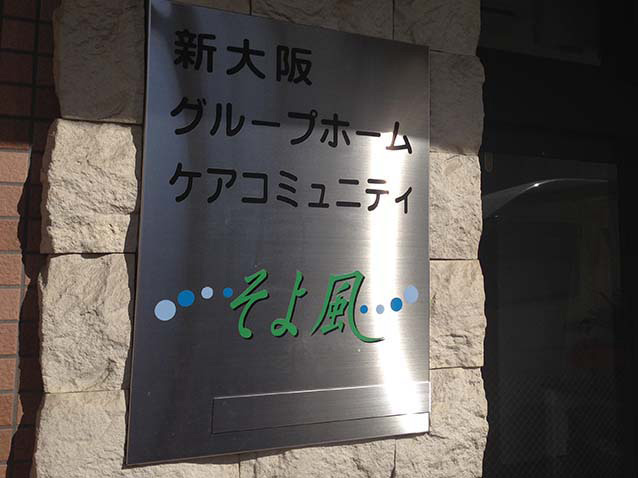 新大阪
グループホーム
ケアコミュニティ
そよ風